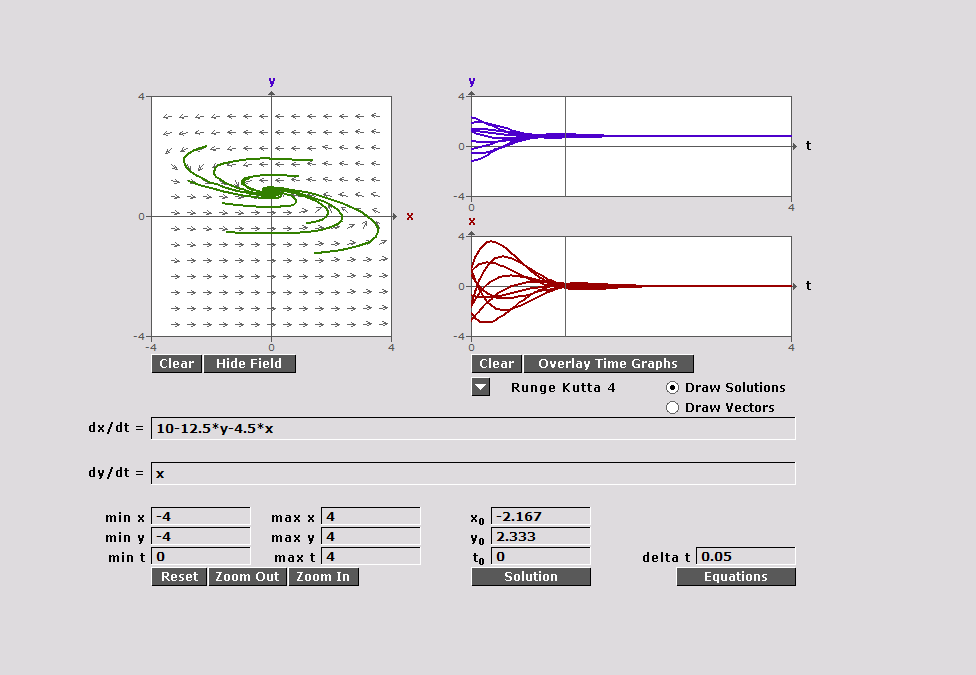 y
4
0
x
-4
-4
0
4
y
4
0
t
-4
0
4
x
4
0
t
-4
0
4
Clear
Hide Field
Clear
Overlay Time Graphs
Runge Kutta 4
Draw Solutions
Draw Vectors
dx/dt = 10-12.5*y-4.5*x
dy/dt = x
min x -4 max x 4 x0 -2.167
min y -4 max y 4 y0 2.333
min t 0 max t 4 t0 0 delta t 0.05
Reset Zoom Out Zoom In Solution Equations